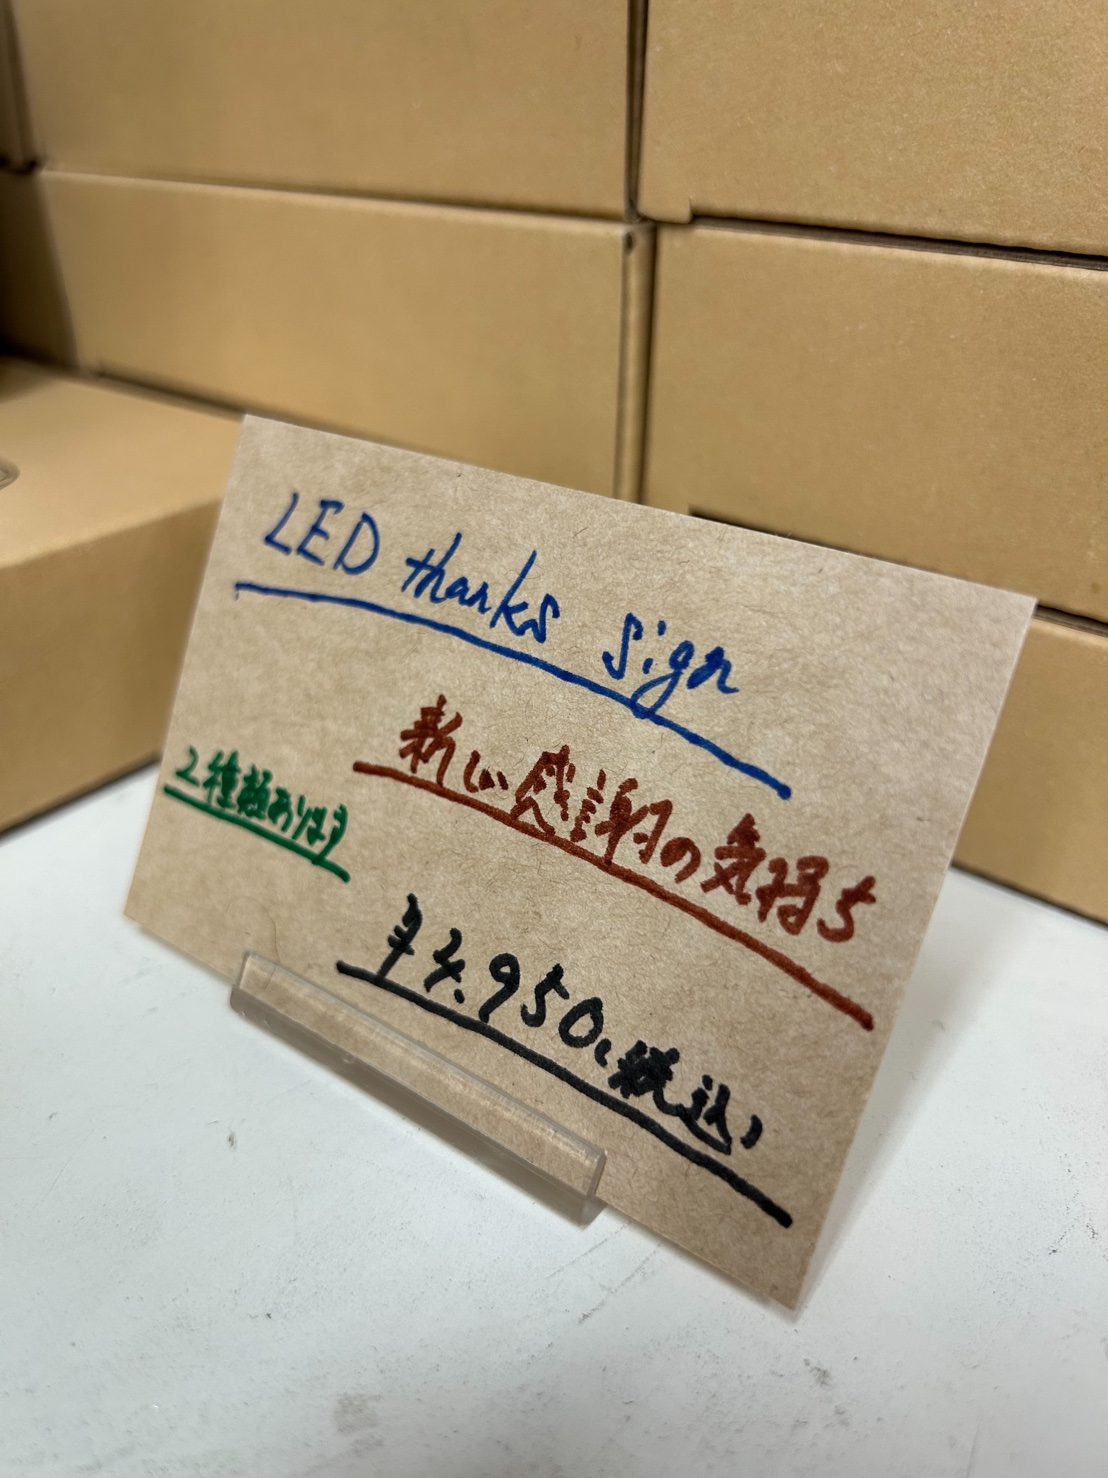 LED thanks sign
新しい感謝の気持ち
2種類あります
¥4,950(税込)